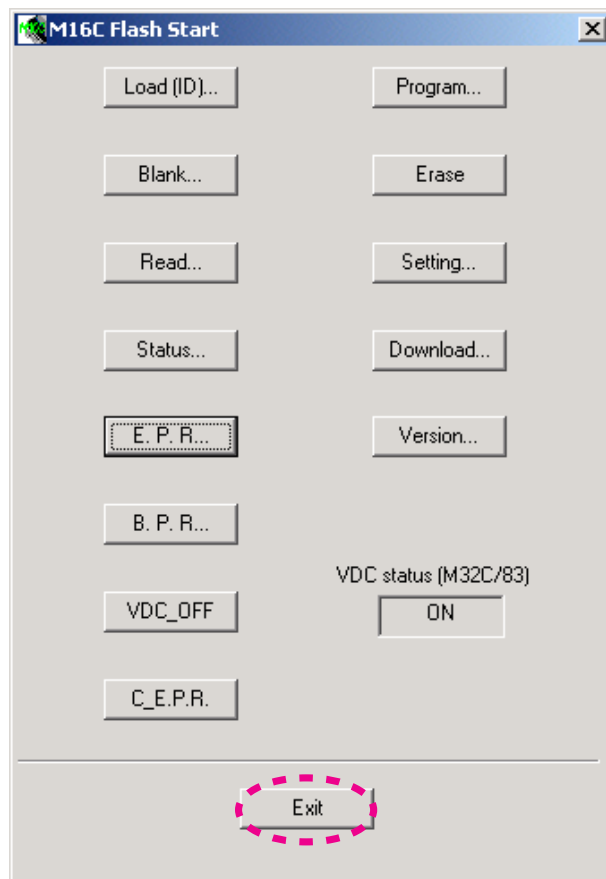 M16C Flash Start
Load (ID)... Program...
Blank... Erase
Read... Setting...
Status... Download...
E. P. R... Version...
B. P. R...
VDC status (M32C/83)
VDC_OFF ON
C_E.P.R.
Exit